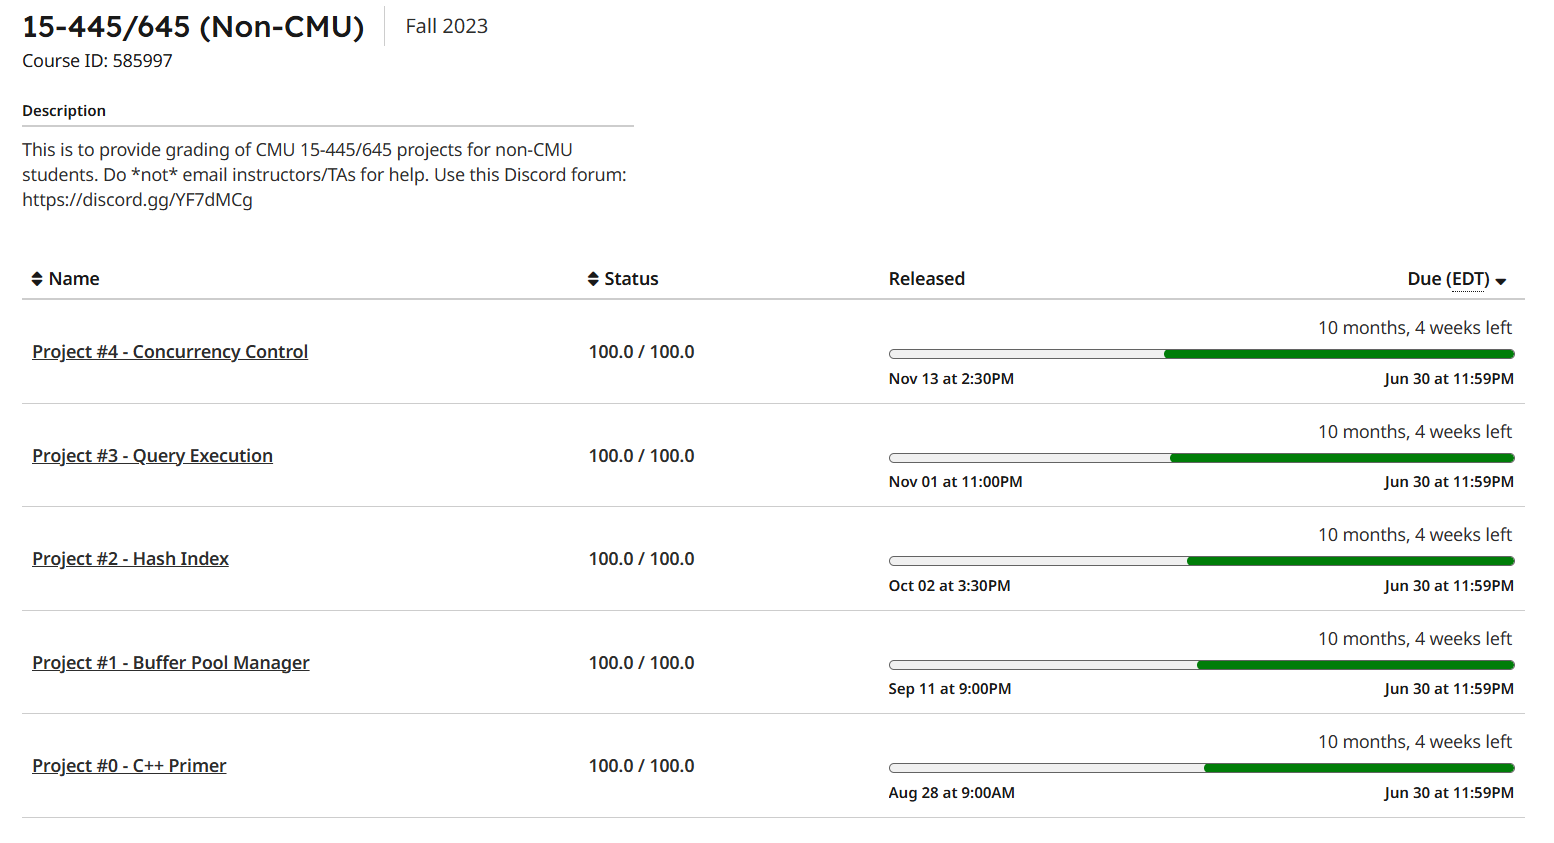 15-445/645 (Non-CMU) Fall 2023
Course ID: 585997
Description
This is to provide grading of CMU 15-445/645 projects for non-CMU
students. Do *not* email instructors/TAs for help. Use this Discord forum:
https://discord.gg/YF7dMCg
Name Status Released Due (EDT)
10 months, 4 weeks left
Project #4 - Concurrency Control 100.0 / 100.0
Nov 13 at 2:30PM Jun 30 at 11:59PM
10 months, 4 weeks left
Project #3 - Query Execution 100.0 / 100.0
Nov 01 at 11:00PM Jun 30 at 11:59PM
10 months, 4 weeks left
Project #2 - Hash Index 100.0 / 100.0
Oct 02 at 3:30PM Jun 30 at 11:59PM
10 months, 4 weeks left
Project #1 - Buffer Pool Manager 100.0 / 100.0
Sep 11 at 9:00PM Jun 30 at 11:59PM
10 months, 4 weeks left
Project #0 - C++ Primer 100.0 / 100.0
Aug 28 at 9:00AM Jun 30 at 11:59PM